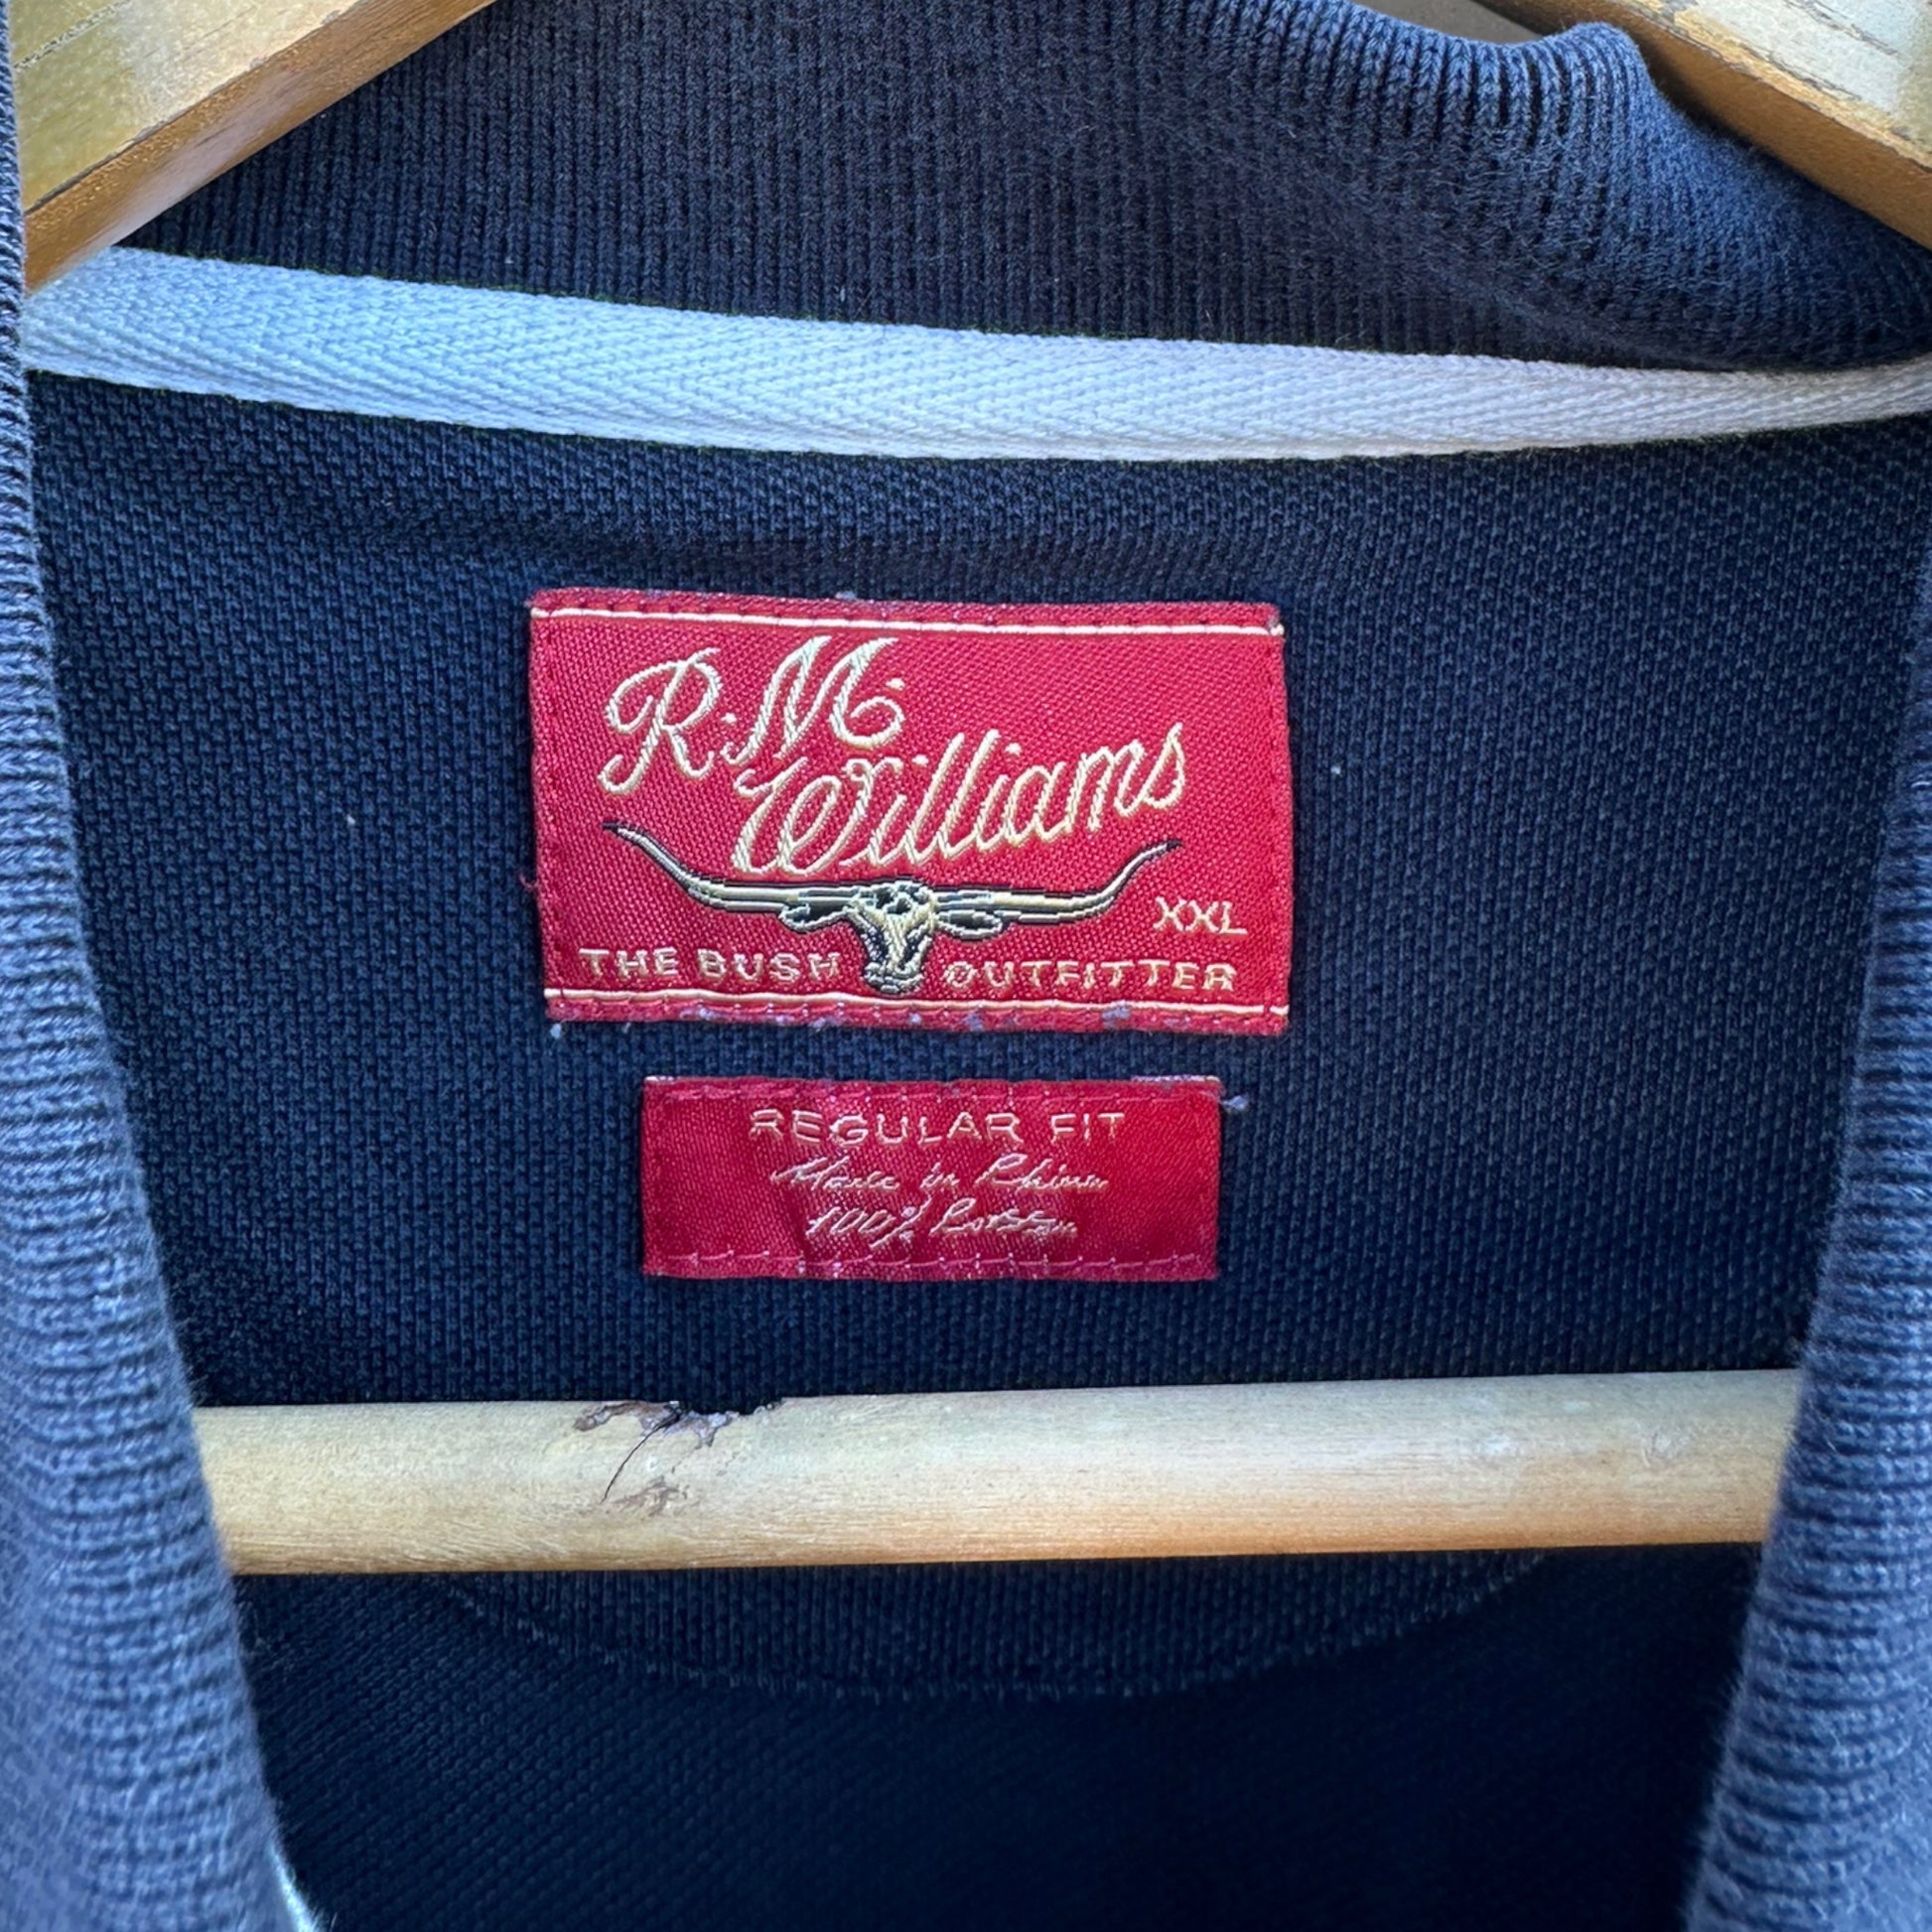 R.M.
Williams
XXL
THE BUSH OUTFITTER
REGULAR FIT
Made in China
100% Cotton